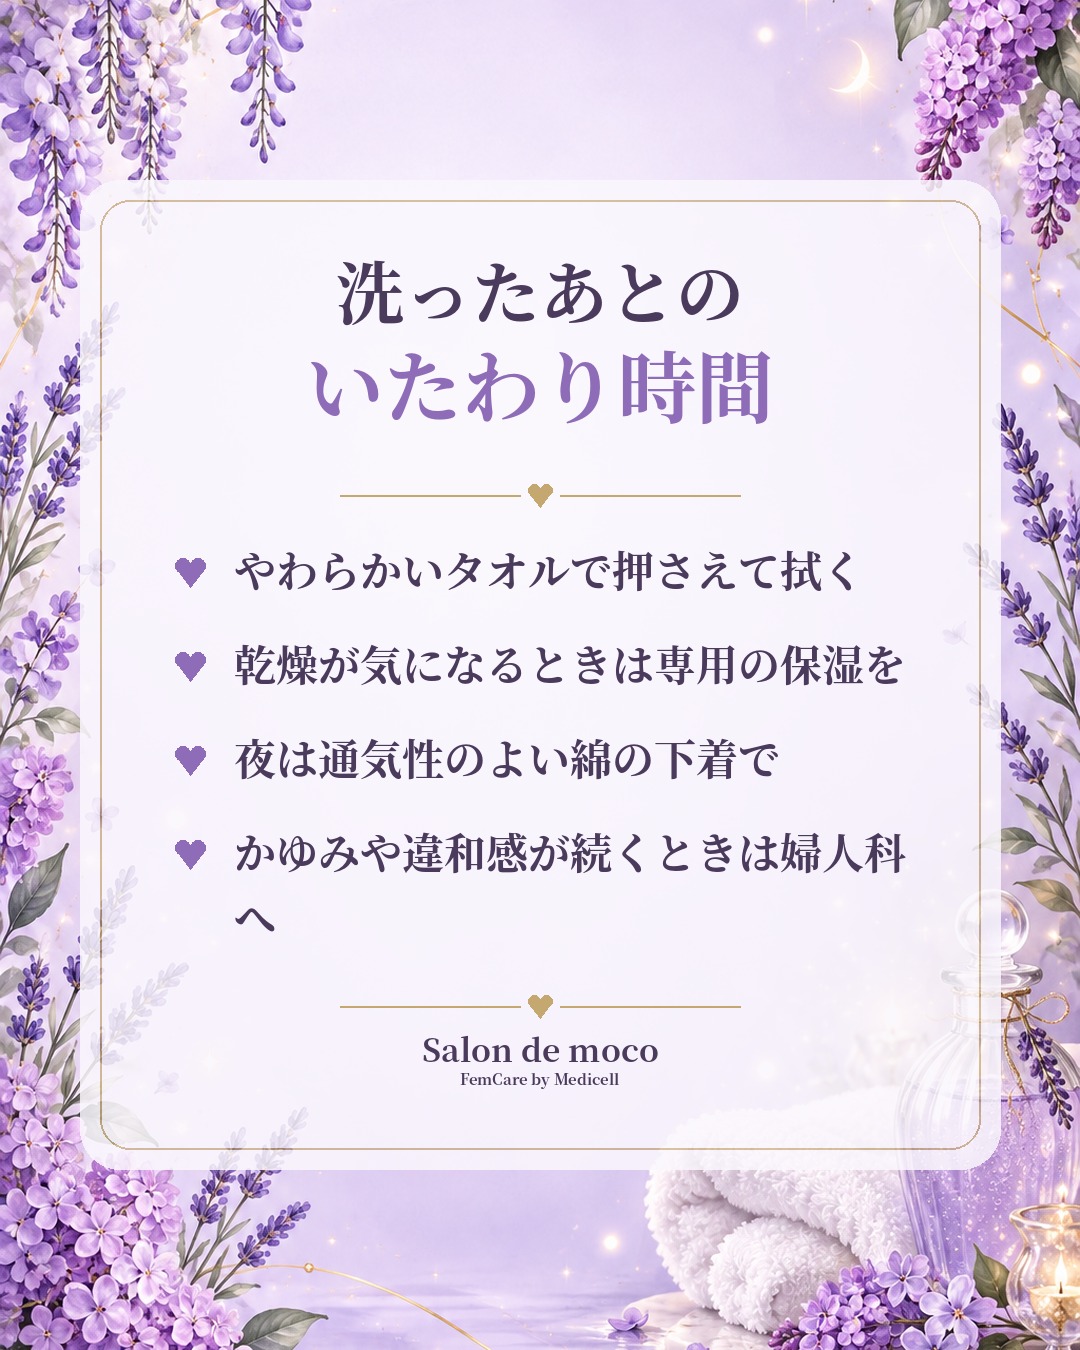 洗ったあとの
いたわり時間
やわらかいタオルで押さえて拭く
乾燥が気になるときは専用の保湿を
夜は通気性のよい綿の下着で
かゆみや違和感が続くときは婦人科
へ
Salon de moco
FemCare by Medicell